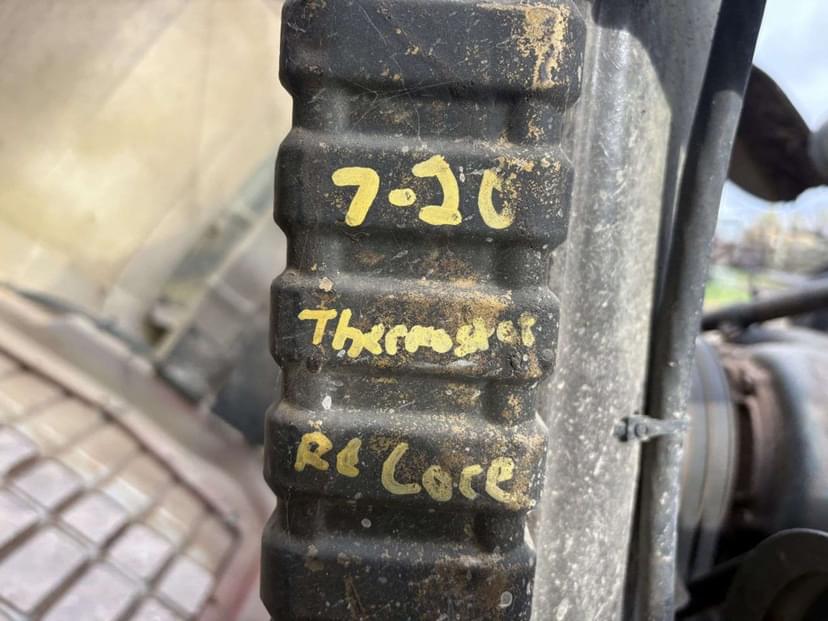 7-20
Thermostat
Re Core